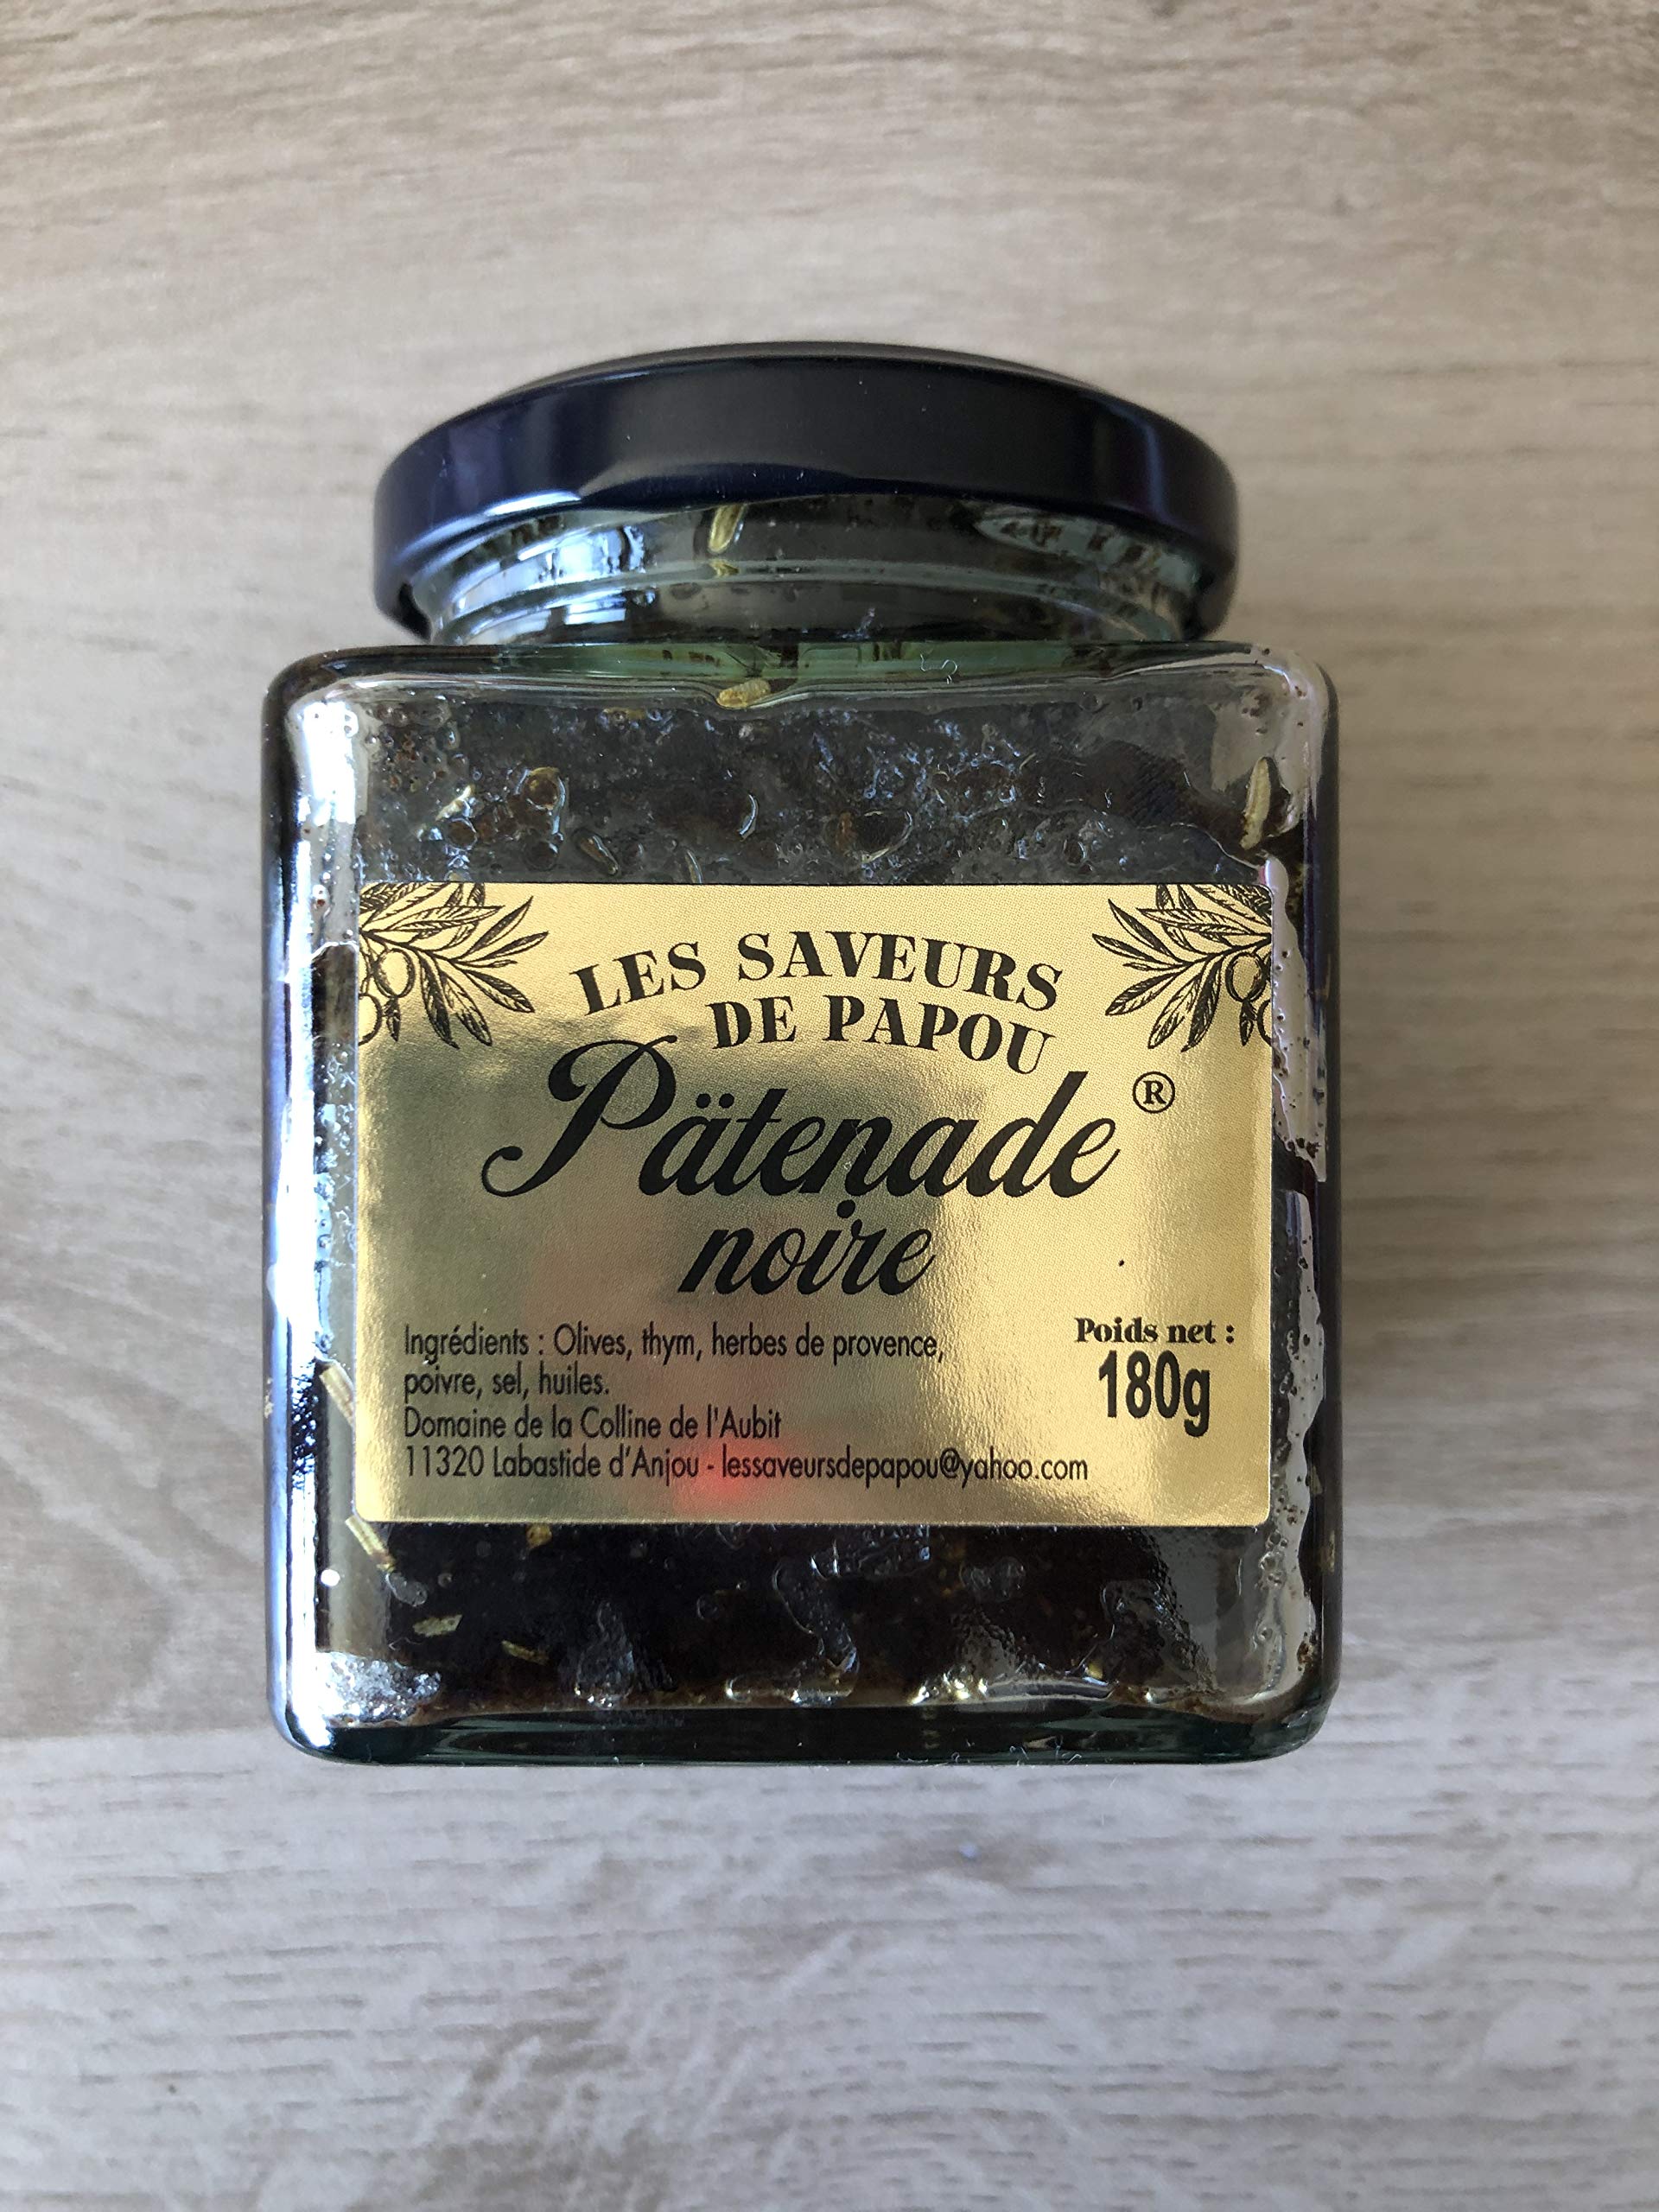 LES SAVEURS
DE PAPOU
Pätenade®
noire
Ingrédients : Olives, thym, herbes de provence,
poivre, sel, huiles.
Domaine de la Colline de l'Aubit
11320 Labastide d'Anjou - lessaveursdepapou@yahoo.com
Poids net :
180g